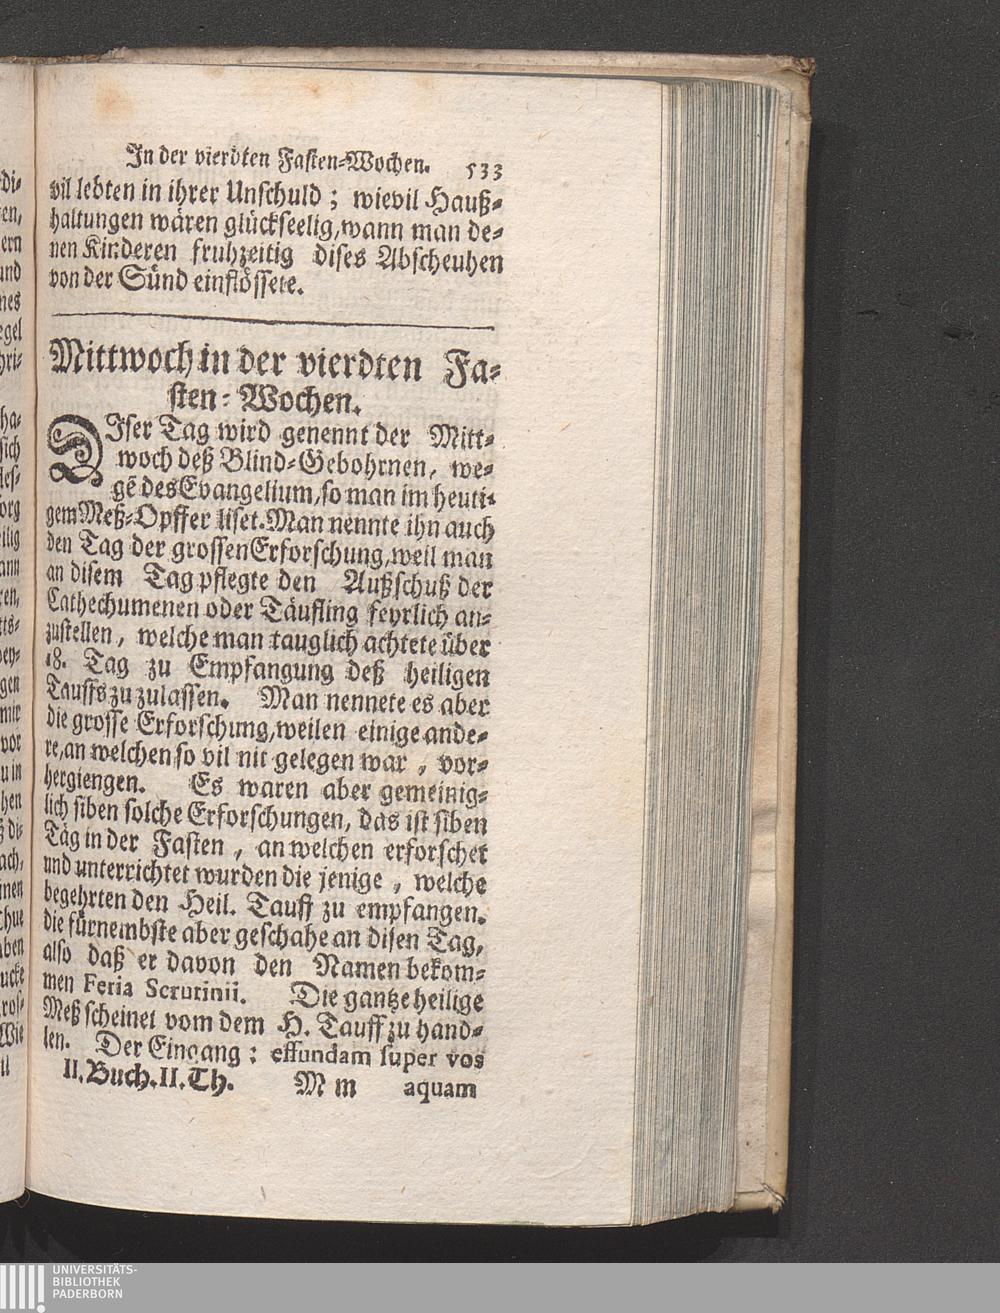 In der vierdten Fasten-Wochen. 533
vil lebten in ihrer Unschuld; wievil Hauß-
haltungen wären glückseelig, wann man de-
nen Kinderen fruhzeitig dises Abscheuhen
von der Sünd einflössete.
Mittwoch in der vierdten Fa-
sten-Wochen.
DIser Tag wird genennt der Mitt-
woch deß Blind-Gebohrnen, we-
gē des Evangelium, so man im heuti-
gem Meß-Opffer liset. Man nennte ihn auch
den Tag der grossen Erforschung, weil man
an disem Tag pflegte den Außschuß der
Cathechumenen oder Täufling feyrlich an-
zustellen, welche man tauglich achtete über
18. Tag zu Empfangung deß heiligen
Tauffs zu zulassen. Man nennete es aber
die grosse Erforschung, weilen einige ande-
re, an welchen so vil nit gelegen war, vor-
hergiengen. Es waren aber gemeinig-
lich siben solche Erforschungen, das ist siben
Täg in der Fasten, an welchen erforschet
und unterrichtet wurden die jenige, welche
begehrten den Heil. Tauff zu empfangen.
die fürnembste aber geschahe an disen Tag,
also daß er davon den Namen bekom-
men Feria Scrutinii. Die gantze heilige
Meß scheinet vom dem H. Tauff zu hand-
len. Der Eingang: effundam super vos
II. Buch. II. Th. M m aquam
UNIVERSITÄTS-
BIBLIOTHEK
PADERBORN